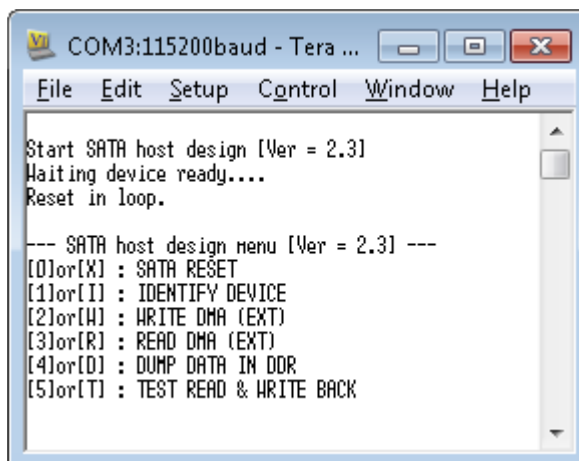 COM3:115200baud - Tera ...
File Edit Setup Control Window Help
Start SATA host design [Ver = 2.3]
Waiting device ready....
Reset in loop.
--- SATA host design menu [Ver = 2.3] ---
[0]or[X] : SATA RESET
[1]or[I] : IDENTIFY DEVICE
[2]or[W] : WRITE DMA (EXT)
[3]or[R] : READ DMA (EXT)
[4]or[D] : DUMP DATA IN DDR
[5]or[T] : TEST READ & WRITE BACK